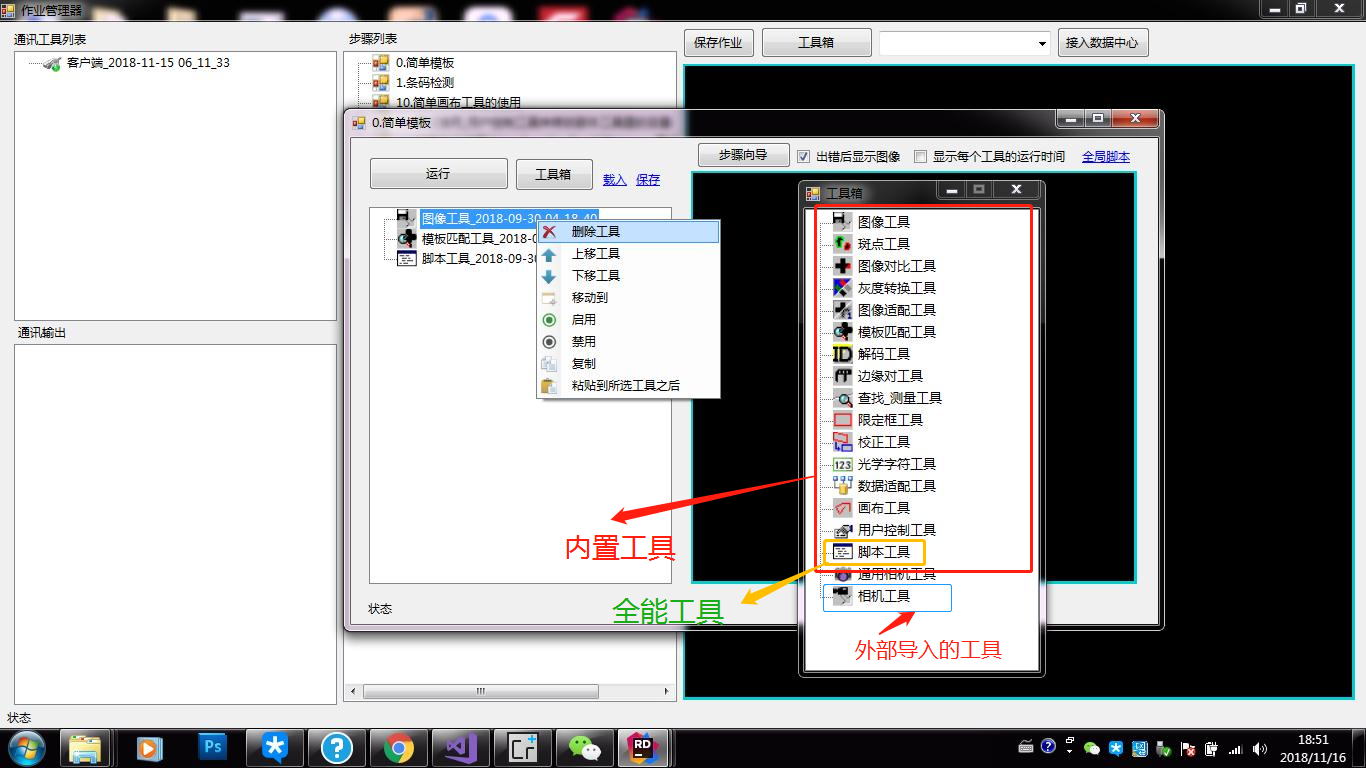 作业管理器
通讯工具列表
客户端_2018-11-15 06_11_33
通讯输出
状态
步骤列表
0.简单模板
1.条码检测
10.简单画布工具的使用
保存作业
工具箱
接入数据中心
0.简单模板
运行
工具箱
载入
保存
步骤向导
出错后显示图像
显示每个工具的运行时间
全局脚本
图像工具_2018-09-30 04_18_40
模板匹配工具_2018-0
脚本工具_2018-09-30
删除工具
上移工具
下移工具
移动到
启用
禁用
复制
粘贴到所选工具之后
状态
工具箱
图像工具
斑点工具
图像对比工具
灰度转换工具
图像适配工具
模板匹配工具
ID
解码工具
边缘对工具
查找_测量工具
限定框工具
校正工具
123
光学字符工具
数据适配工具
画布工具
用户控制工具
脚本工具
通用相机工具
相机工具
内置工具
全能工具
外部导入的工具
Ps
Cr
RD
18:51
2018/11/16